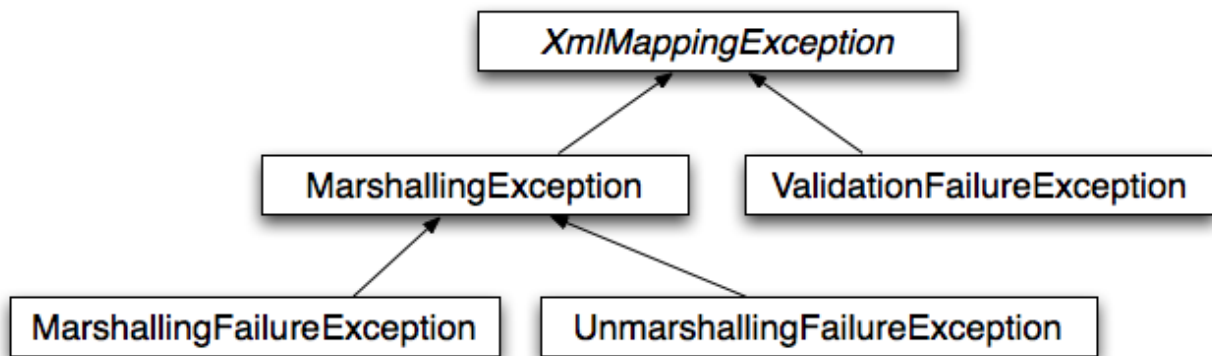 XmlMappingException
MarshallingException
ValidationFailureException
MarshallingFailureException
UnmarshallingFailureException